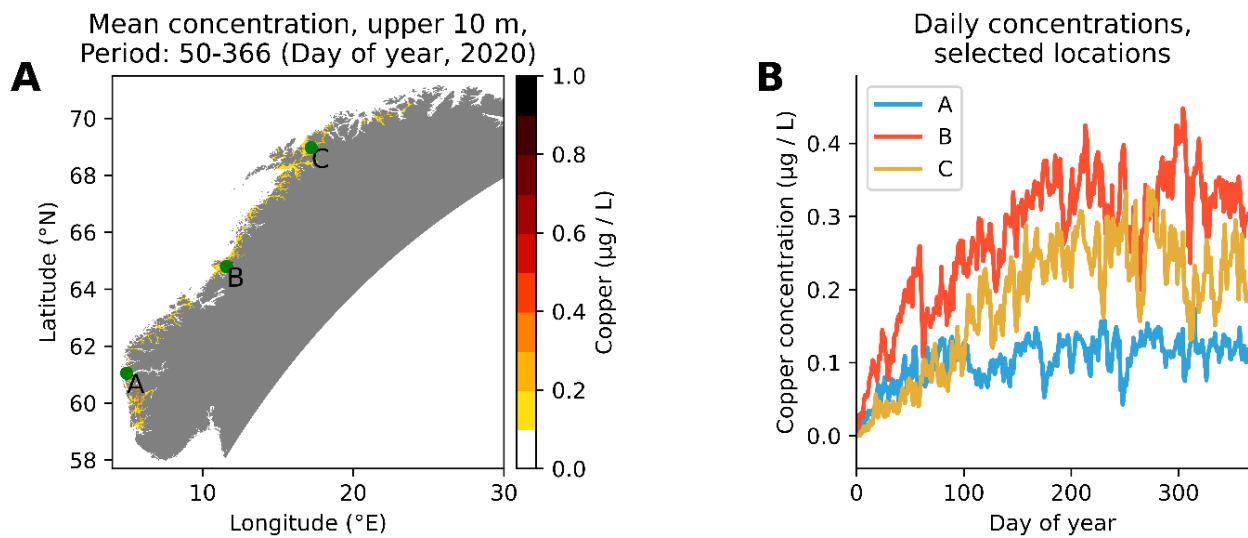 Mean concentration, upper 10 m,
Period: 50-366 (Day of year, 2020)
A
70
68
66
64
62
60
58
Latitude (°N)
10
20
30
Longitude (°E)
A
B
C
1.0
0.8
0.6
0.4
0.2
0.0
Copper (µg / L)
Daily concentrations,
selected locations
B
A
B
C
0.4
0.3
0.2
0.1
0.0
Copper concentration (µg / L)
0
100
200
300
Day of year